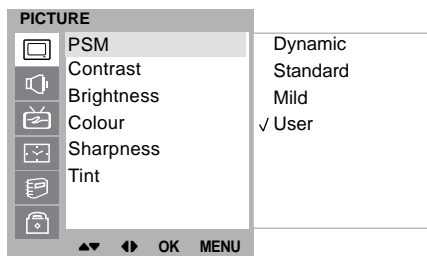 PICTURE
PSM
Contrast
Brightness
Colour
Sharpness
Tint
Dynamic
Standard
Mild
√ User
OK MENU